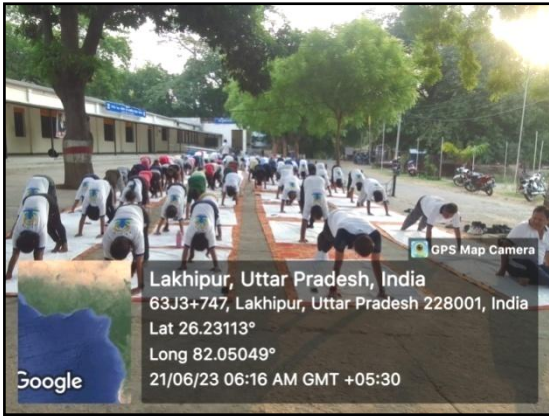 GPS Map Camera
Lakhipur, Uttar Pradesh, India
63J3+747, Lakhipur, Uttar Pradesh 228001, India
Lat 26.23113°
Long 82.05049°
21/06/23 06:16 AM GMT +05:30
Google